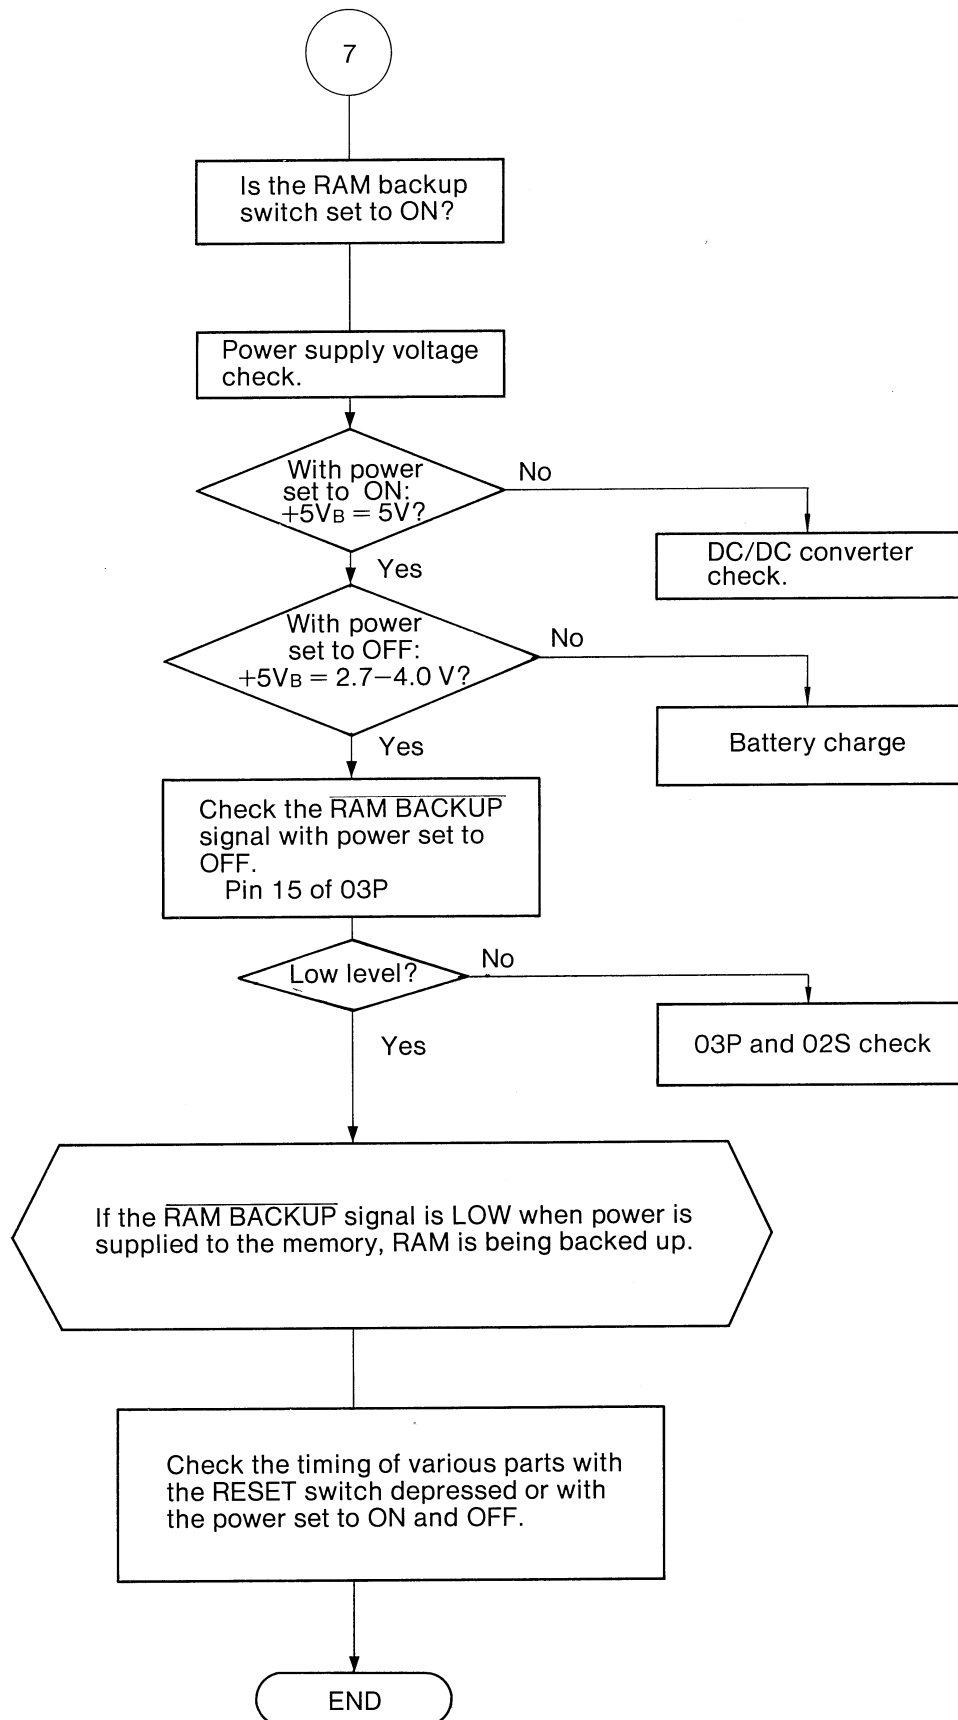 7
Is the RAM backup
switch set to ON?
Power supply voltage
check.
With power
set to ON:
+5VB = 5V?
No
DC/DC converter
check.
Yes
With power
set to OFF:
+5VB = 2.7–4.0 V?
No
Battery charge
Yes
Check the RAM BACKUP
signal with power set to
OFF.
Pin 15 of 03P
Low level?
No
03P and 02S check
Yes
If the RAM BACKUP signal is LOW when power is
supplied to the memory, RAM is being backed up.
Check the timing of various parts with
the RESET switch depressed or with
the power set to ON and OFF.
END